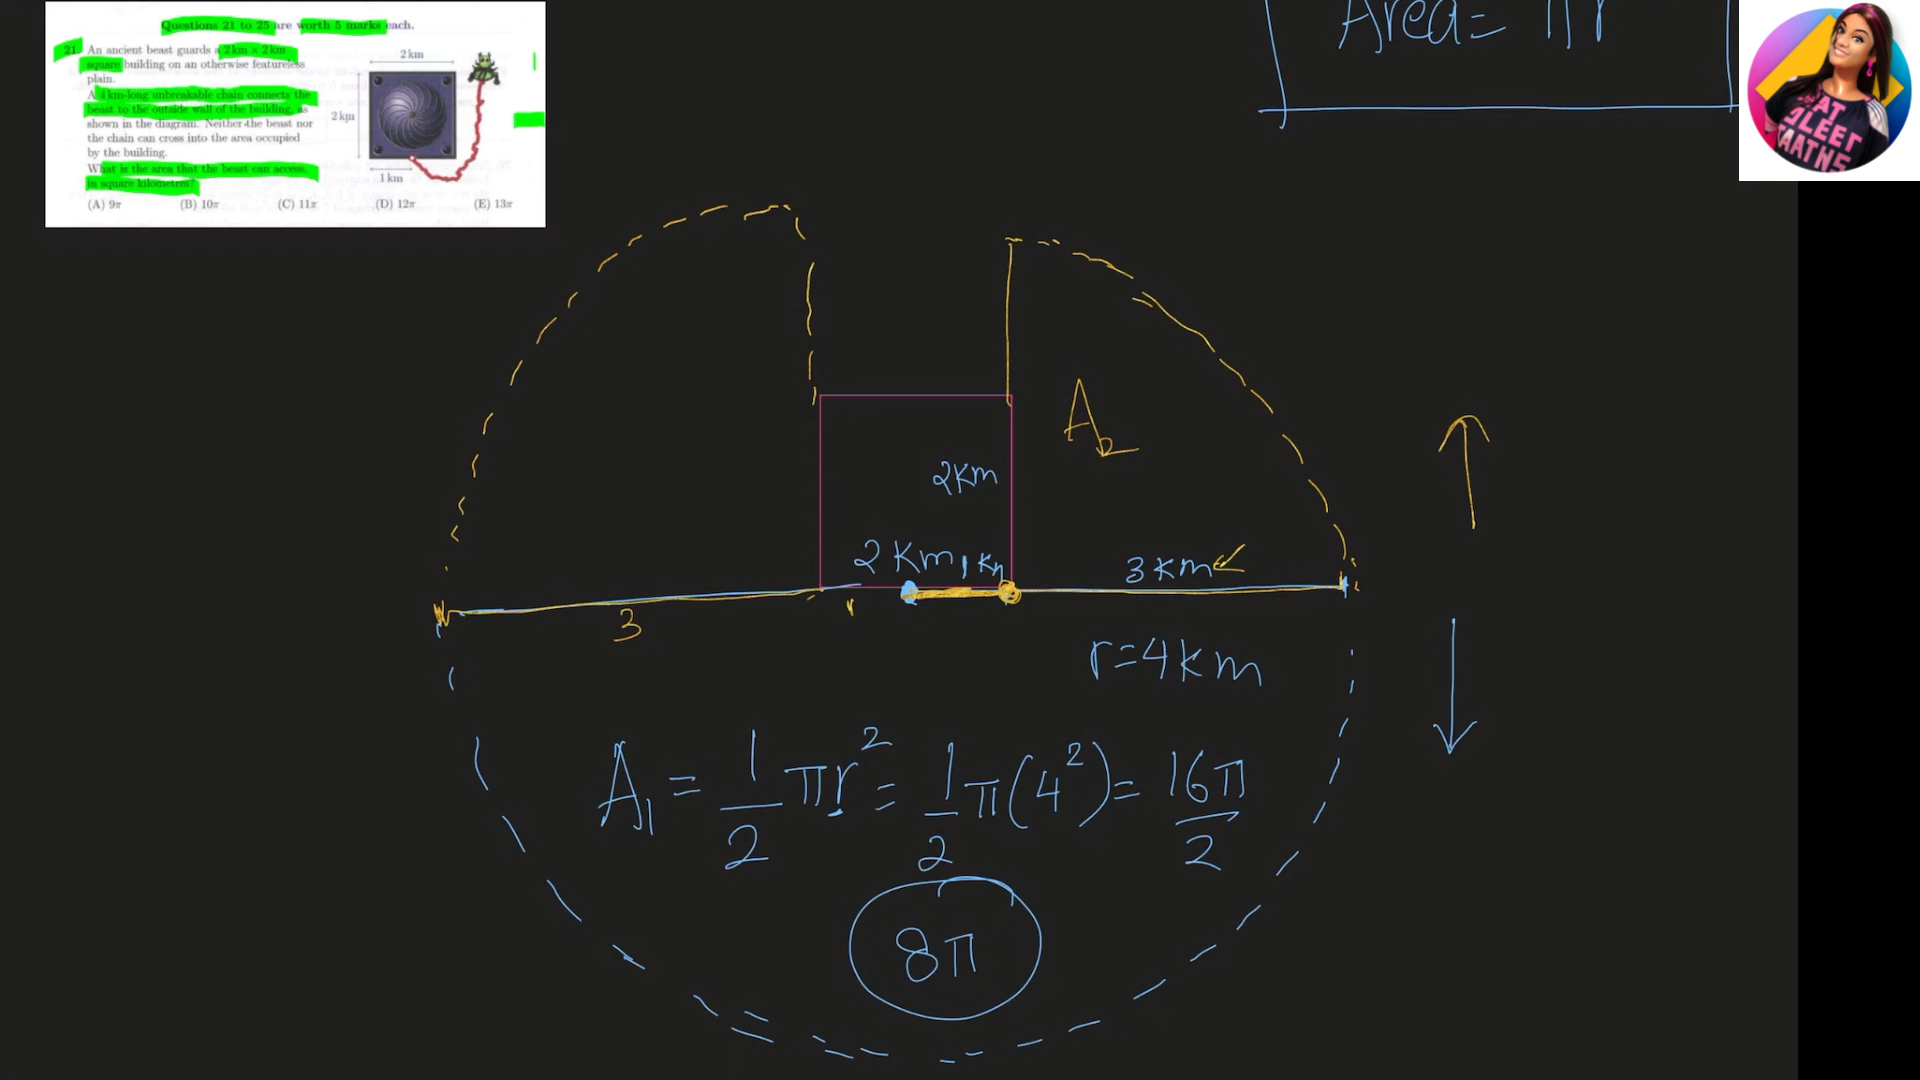 Questions 21 to 25 are worth 5 marks each.
21. An ancient beast guards a 2 km × 2 km
square building on an otherwise featureless
plain.
A 4 km-long unbreakable chain connects the
beast to the outside wall of the building, as
shown in the diagram. Neither the beast nor
the chain can cross into the area occupied
by the building.
What is the area that the beast can access,
in square kilometres?
2 km
2 km
1 km
(A) 9π (B) 10π (C) 11π (D) 12π (E) 13π
Area = πr
EAT
SLEEP
MATHS
A2
2km
2 Km 1 Km
3 km
3
r
r=4km
A1 = 1/2 πr² = 1/2 π(4²) = 16π/2
8π